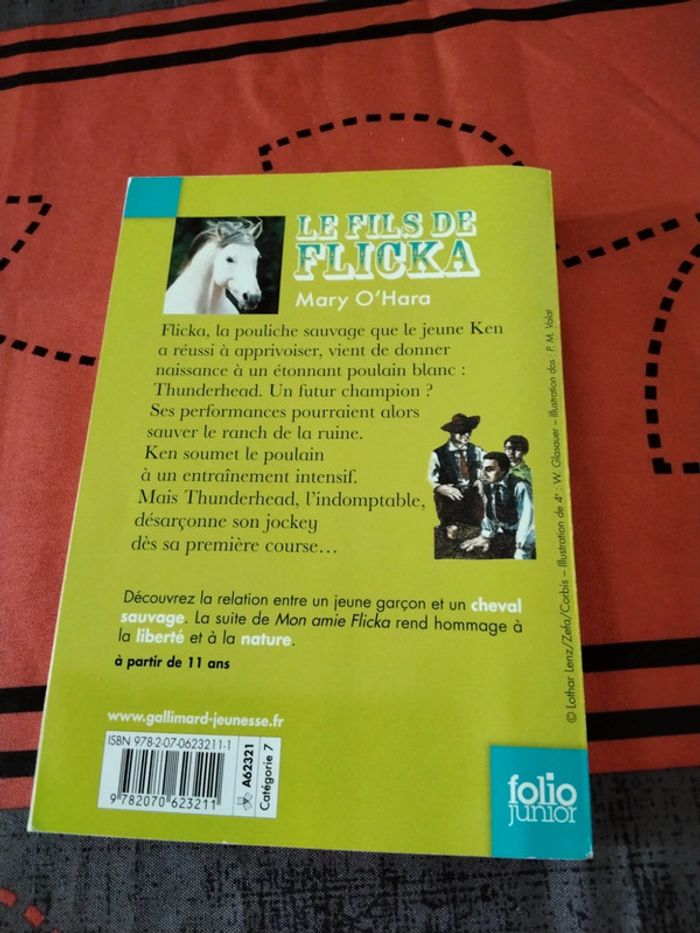 LE FILS DE
FLICKA
Mary O'Hara
Flicka, la pouliche sauvage que le jeune Ken
a réussi à apprivoiser, vient de donner
naissance à un étonnant poulain blanc :
Thunderhead. Un futur champion ?
Ses performances pourraient alors
sauver le ranch de la ruine.
Ken soumet le poulain
à un entraînement intensif.
Mais Thunderhead, l'indomptable,
désarçonne son jockey
dès sa première course…
Découvrez la relation entre un jeune garçon et un cheval
sauvage. La suite de Mon amie Flicka rend hommage à
la liberté et à la nature.
à partir de 11 ans
www.gallimard-jeunesse.fr
ISBN 978-2-07-0623211-1
9 782070 623211
A62321
Catégorie 7
folio
junior
© Lothar Lenz/Zefa/Corbis – Illustration de 4e : W. Glasauer – Illustration dos : P. M. Valat